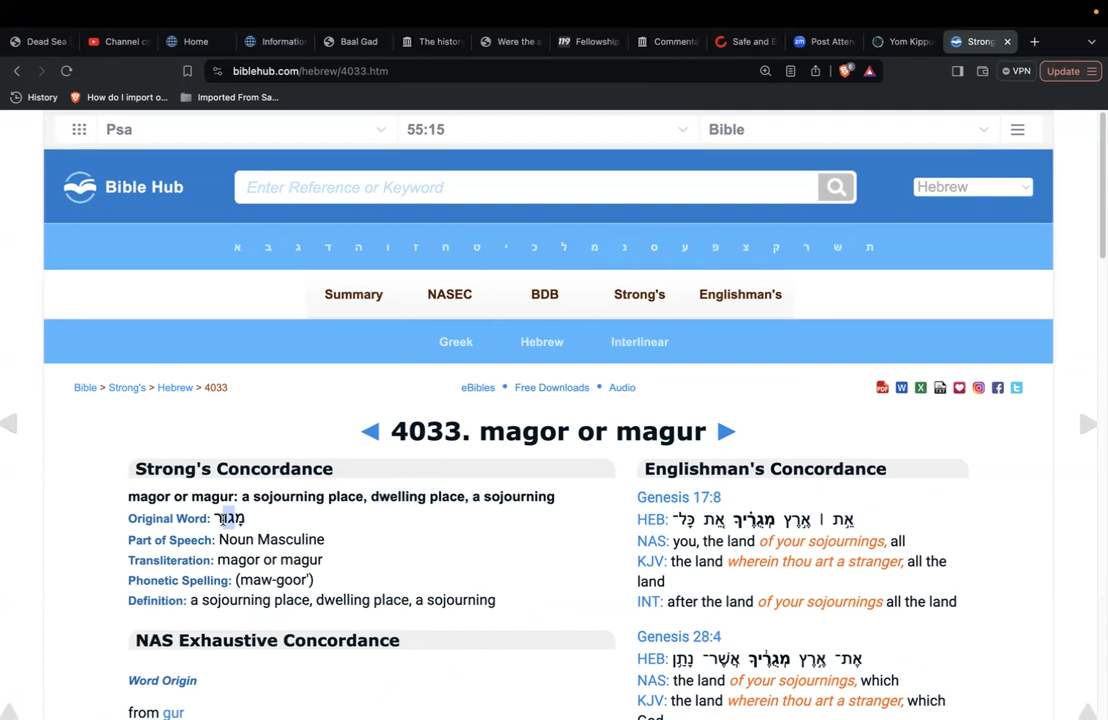 Dead Sea
Channel c
Home
Informatio
Baal Gad
The histor
Were the a
119 Fellowship
Comment
Safe and E
zm Post Atten
Yom Kippu
Strong
biblehub.com/hebrew/4033.htm
6
VPN
Update
History
How do I import o...
Imported From Sa...
Psa
55:15
Bible
Bible Hub
Enter Reference or Keyword
Hebrew
א ב ג ד ה ו ז ח ט י כ ל מ נ ס ע פ צ ק ר ש ת
Summary NASEC BDB Strong's Englishman's
Greek Hebrew Interlinear
Bible > Strong's > Hebrew > 4033
eBibles • Free Downloads • Audio
PDF W X TXT
◄ 4033. magor or magur ►
Strong's Concordance
magor or magur: a sojourning place, dwelling place, a sojourning
Original Word: מָגוּר
Part of Speech: Noun Masculine
Transliteration: magor or magur
Phonetic Spelling: (maw-goor')
Definition: a sojourning place, dwelling place, a sojourning
NAS Exhaustive Concordance
Word Origin
from gur
Englishman's Concordance
Genesis 17:8
HEB: אֵ֣ת ׀ אֶ֣רֶץ מְגֻרֶ֗יךָ אֵ֚ת כָּל־
NAS: you, the land of your sojournings, all
KJV: the land wherein thou art a stranger, all the
land
INT: after the land of your sojournings all the land
Genesis 28:4
HEB: אֶת־ אֶ֣רֶץ מְגֻרֶ֔יךָ אֲשֶׁר־ נָתַ֥ן
NAS: the land of your sojournings, which
KJV: the land wherein thou art a stranger, which
God